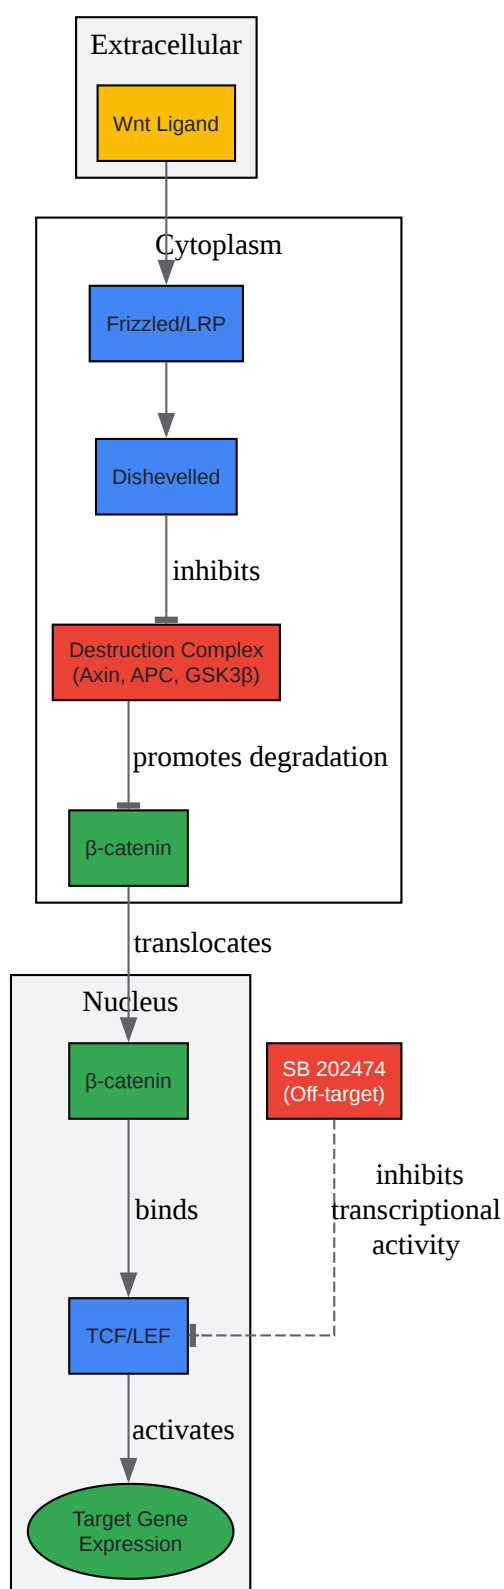 Extracellular
Wnt Ligand
Cytoplasm
Frizzled/LRP
Dishevelled
inhibits
Destruction Complex
(Axin, APC, GSK3β)
promotes degradation
β-catenin
translocates
Nucleus
β-catenin
SB 202474
(Off-target)
inhibits
transcriptional
activity
binds
TCF/LEF
activates
Target Gene
Expression